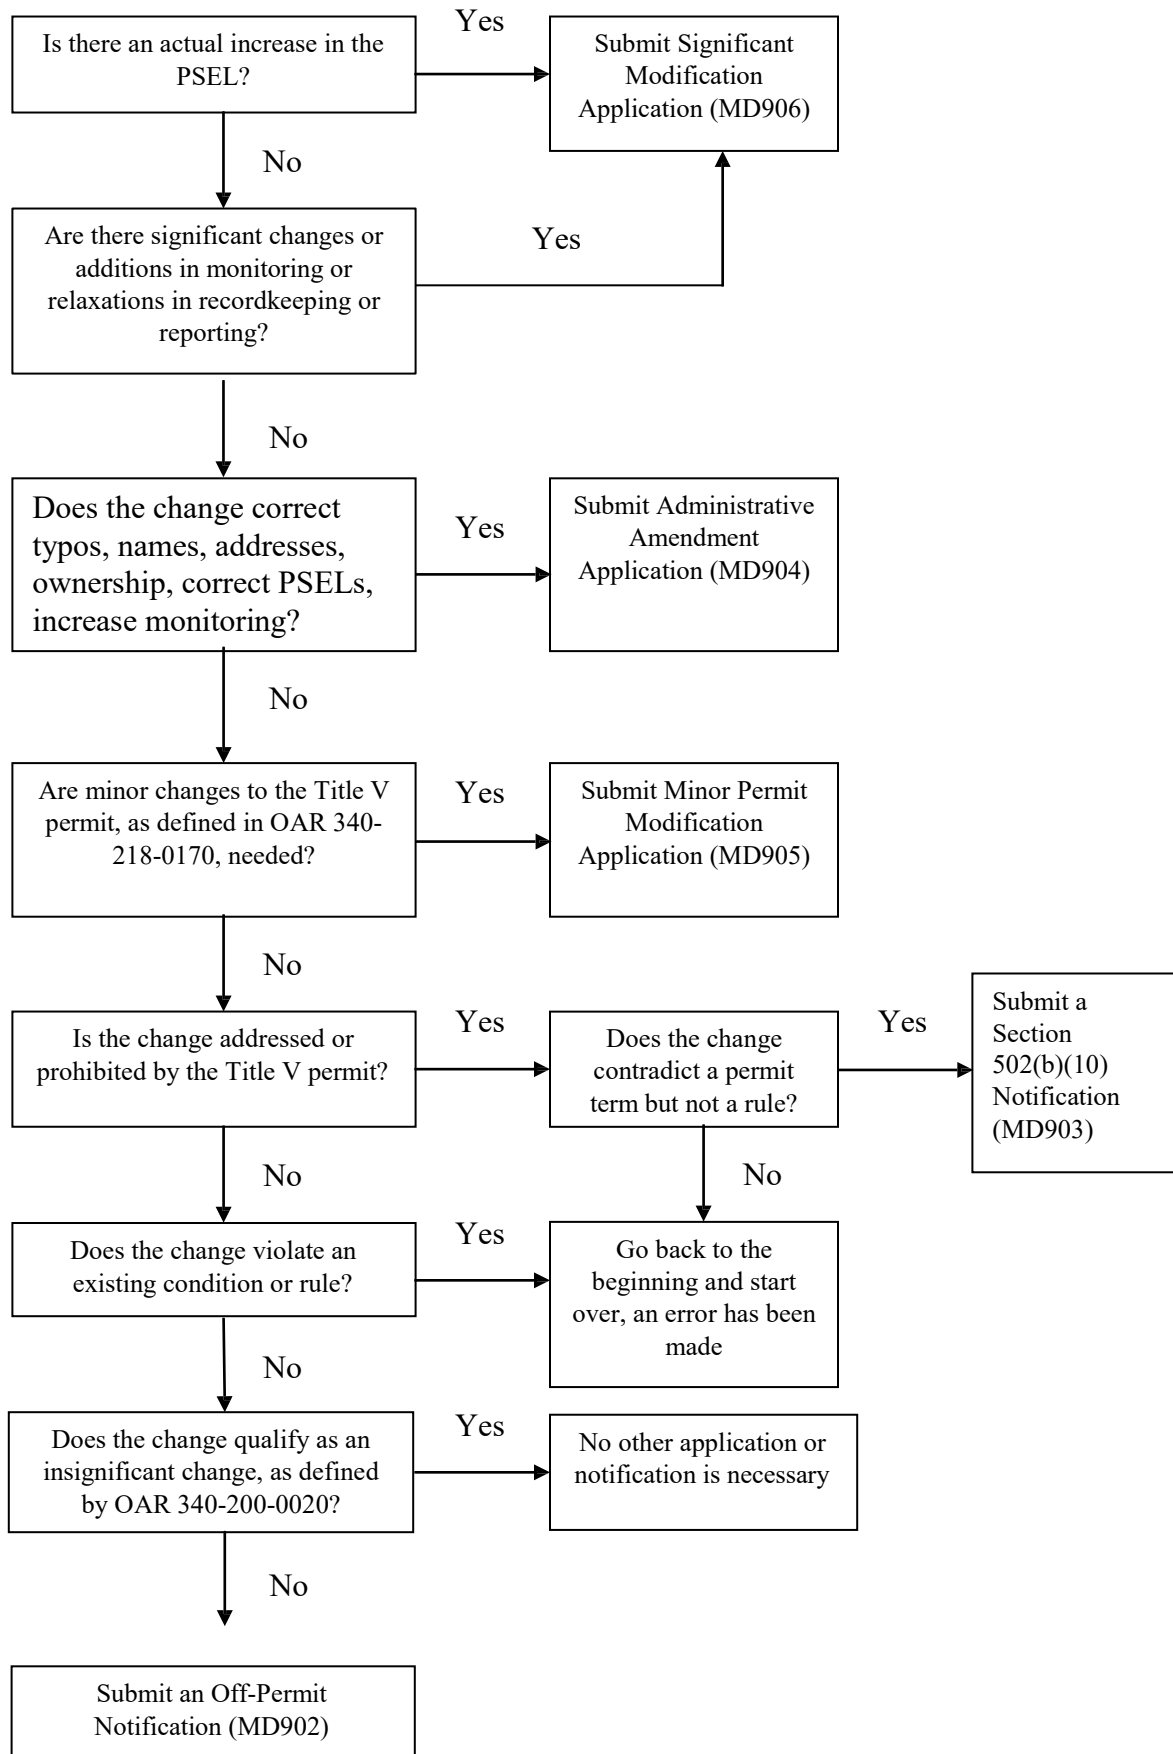 Is there an actual increase in the
PSEL?
Yes
Submit Significant
Modification
Application (MD906)
No
Are there significant changes or
additions in monitoring or
relaxations in recordkeeping or
reporting?
Yes
No
Does the change correct
typos, names, addresses,
ownership, correct PSELs,
increase monitoring?
Yes
Submit Administrative
Amendment
Application (MD904)
No
Are minor changes to the Title V
permit, as defined in OAR 340-
218-0170, needed?
Yes
Submit Minor Permit
Modification
Application (MD905)
No
Is the change addressed or
prohibited by the Title V permit?
Yes
Does the change
contradict a permit
term but not a rule?
Yes
Submit a
Section
502(b)(10)
Notification
(MD903)
No
No
Does the change violate an
existing condition or rule?
Yes
Go back to the
beginning and start
over, an error has been
made
No
Does the change qualify as an
insignificant change, as defined
by OAR 340-200-0020?
Yes
No other application or
notification is necessary
No
Submit an Off-Permit
Notification (MD902)